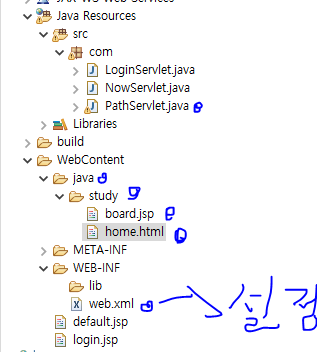 JAX-WS Web Services
Java Resources
src
com
LoginServlet.java
NowServlet.java
PathServlet.java
Libraries
build
WebContent
java
study
board.jsp
home.html
META-INF
WEB-INF
lib
web.xml 설정
default.jsp
login.jsp